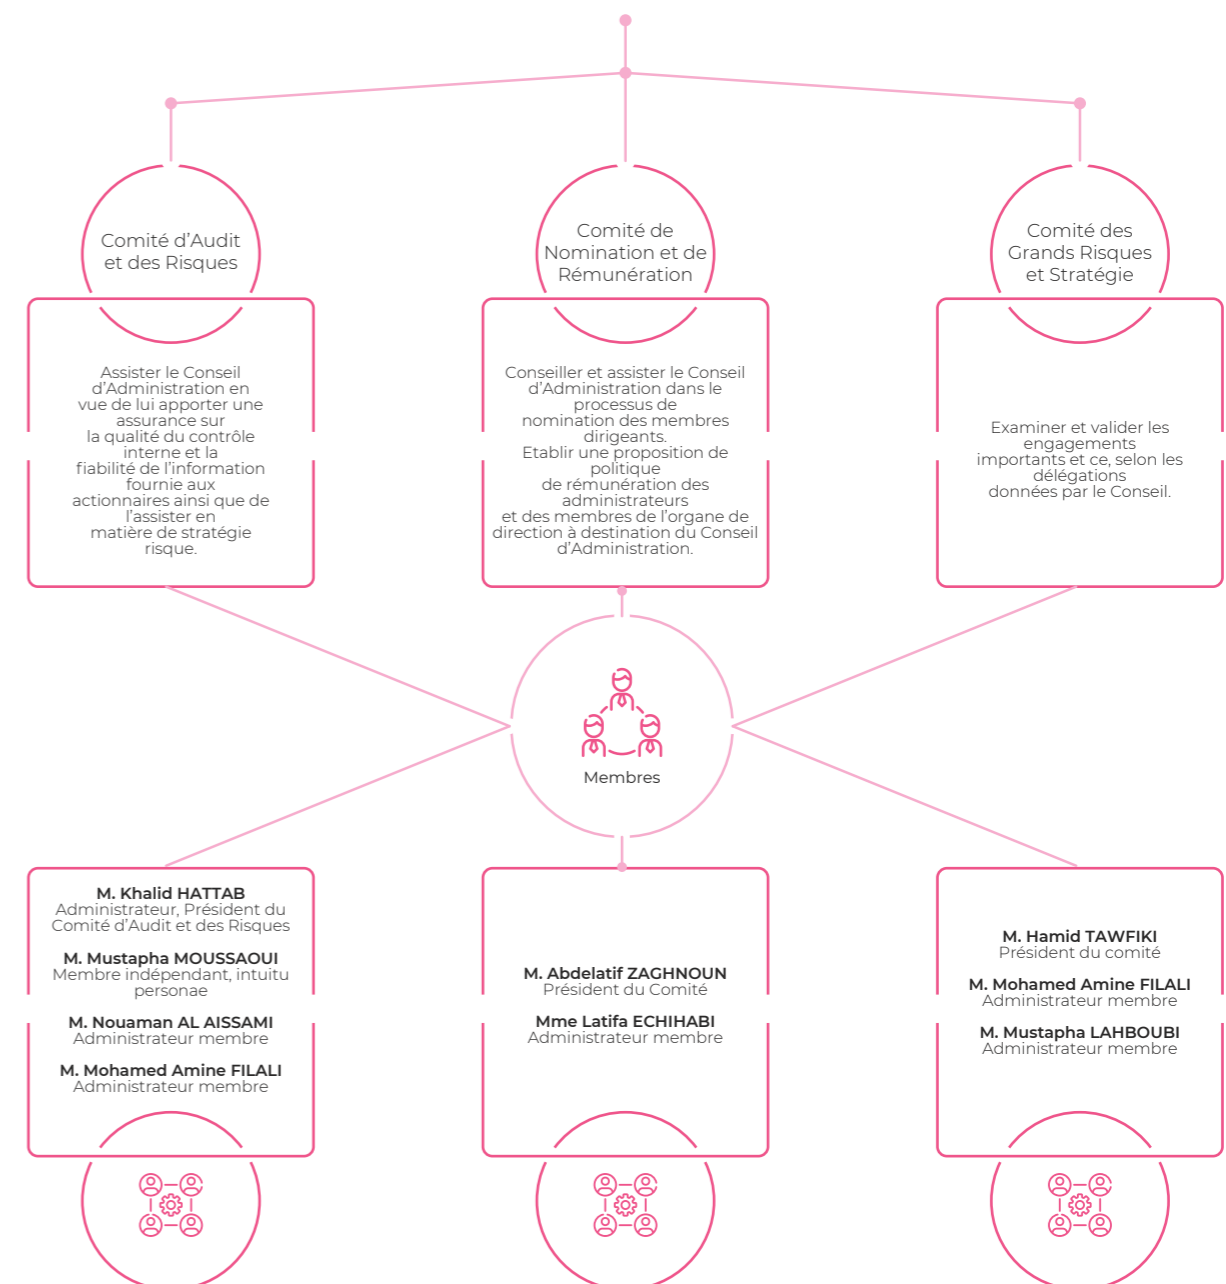 Comité d'Audit
et des Risques
Comité de
Nomination et de
Rémunération
Comité des
Grands Risques
et Stratégie
Assister le Conseil
d'Administration en
vue de lui apporter une
assurance sur
la qualité du contrôle
interne et la
fiabilité de l'information
fournie aux
actionnaires ainsi que de
l'assister en
matière de stratégie
risque.
Conseiller et assister le Conseil
d'Administration dans le
processus de
nomination des membres
dirigeants.
Etablir une proposition de
politique
de rémunération des
administrateurs
et des membres de l'organe de
direction à destination du Conseil
d'Administration.
Examiner et valider les
engagements
importants et ce, selon les
délégations
données par le Conseil.
Membres
M. Khalid HATTAB
Administrateur, Président du
Comité d'Audit et des Risques
M. Mustapha MOUSSAOUI
Membre indépendant, intuitu
personae
M. Nouaman AL AISSAMI
Administrateur membre
M. Mohamed Amine FILALI
Administrateur membre
M. Abdelatif ZAGHNOUN
Président du Comité
Mme Latifa ECHIHABI
Administrateur membre
M. Hamid TAWFIKI
Président du comité
M. Mohamed Amine FILALI
Administrateur membre
M. Mustapha LAHBOUBI
Administrateur membre